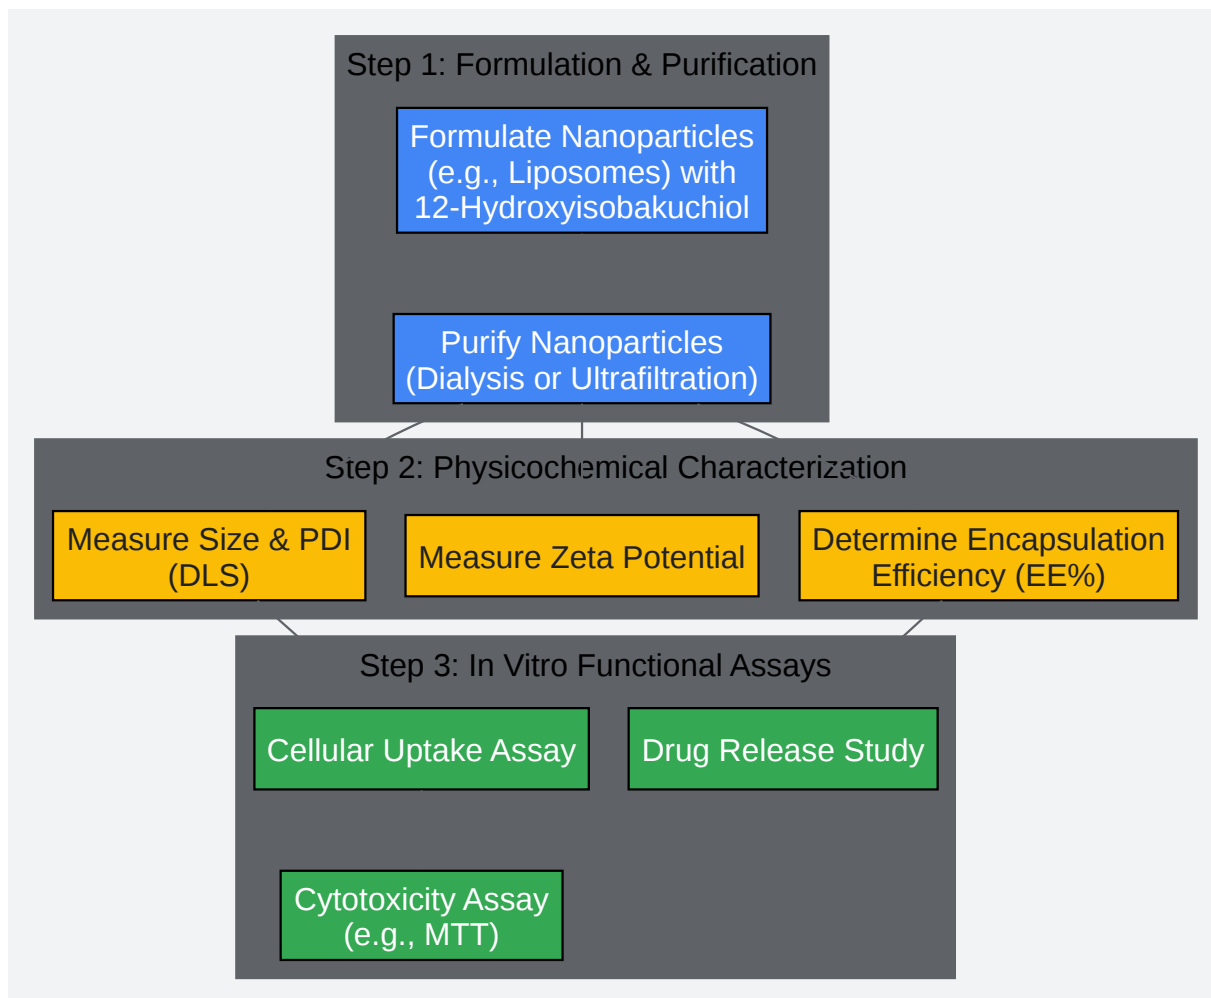 Step 1: Formulation & Purification
Formulate Nanoparticles
(e.g., Liposomes) with
12-Hydroxyisobakuchiol
Purify Nanoparticles
(Dialysis or Ultrafiltration)
Step 2: Physicochemical Characterization
Measure Size & PDI
(DLS)
Measure Zeta Potential
Determine Encapsulation
Efficiency (EE%)
Step 3: In Vitro Functional Assays
Cellular Uptake Assay
Drug Release Study
Cytotoxicity Assay
(e.g., MTT)